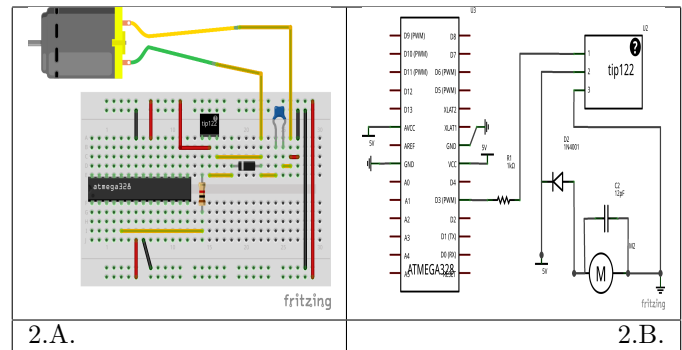 tip122
atmega328
fritzing
2.A.
U3
D9 (PWM)
D8
D10 (PWM)
D7
D11 (PWM)
D6 (PWM)
D12
D5 (PWM)
D13
XLAT2
AVCC
XLAT1
AREF
GND
GND
VCC
A0
D4
A1
D3 (PWM)
A2
D2
A3
D1 (TX)
A4
D0 (RX)
A5
ATMEGA328
5V
5V
R1
1kΩ
U2
?
1
2
3
tip122
D2
1N4001
C2
12pF
M2
M
5V
fritzing
2.B.